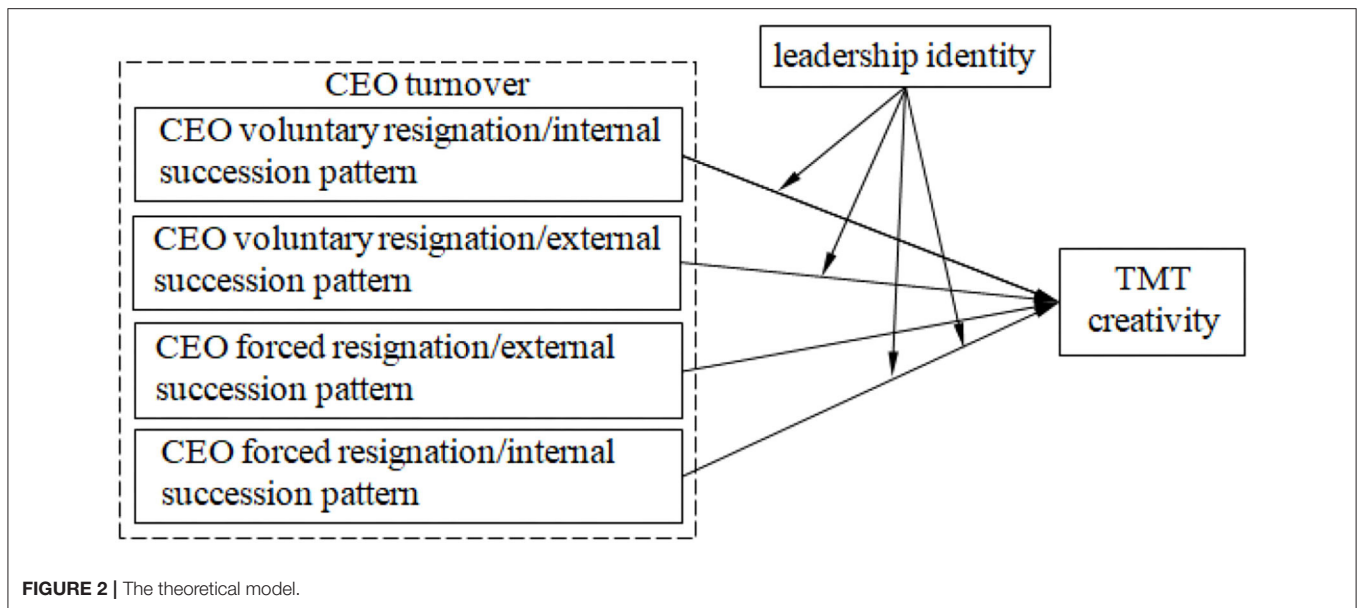 leadership identity
CEO turnover
CEO voluntary resignation/internal
succession pattern
CEO voluntary resignation/external
succession pattern
CEO forced resignation/external
succession pattern
CEO forced resignation/internal
succession pattern
TMT
creativity
FIGURE 2 | The theoretical model.